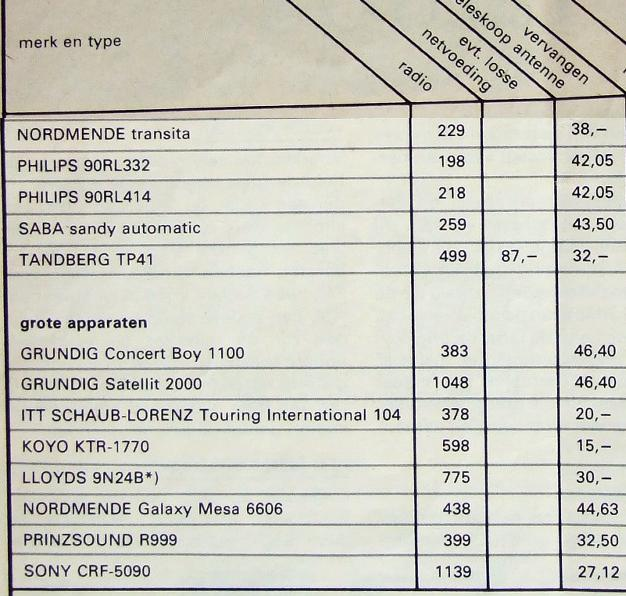 merk en type
radio
evt. losse
netvoeding
teleskoop antenne
vervangen
NORDMENDE transita 229 38,–
PHILIPS 90RL332 198 42,05
PHILIPS 90RL414 218 42,05
SABA sandy automatic 259 43,50
TANDBERG TP41 499 87,– 32,–
grote apparaten
GRUNDIG Concert Boy 1100 383 46,40
GRUNDIG Satellit 2000 1048 46,40
ITT SCHAUB-LORENZ Touring International 104 378 20,–
KOYO KTR-1770 598 15,–
LLOYDS 9N24B*) 775 30,–
NORDMENDE Galaxy Mesa 6606 438 44,63
PRINZSOUND R999 399 32,50
SONY CRF-5090 1139 27,12